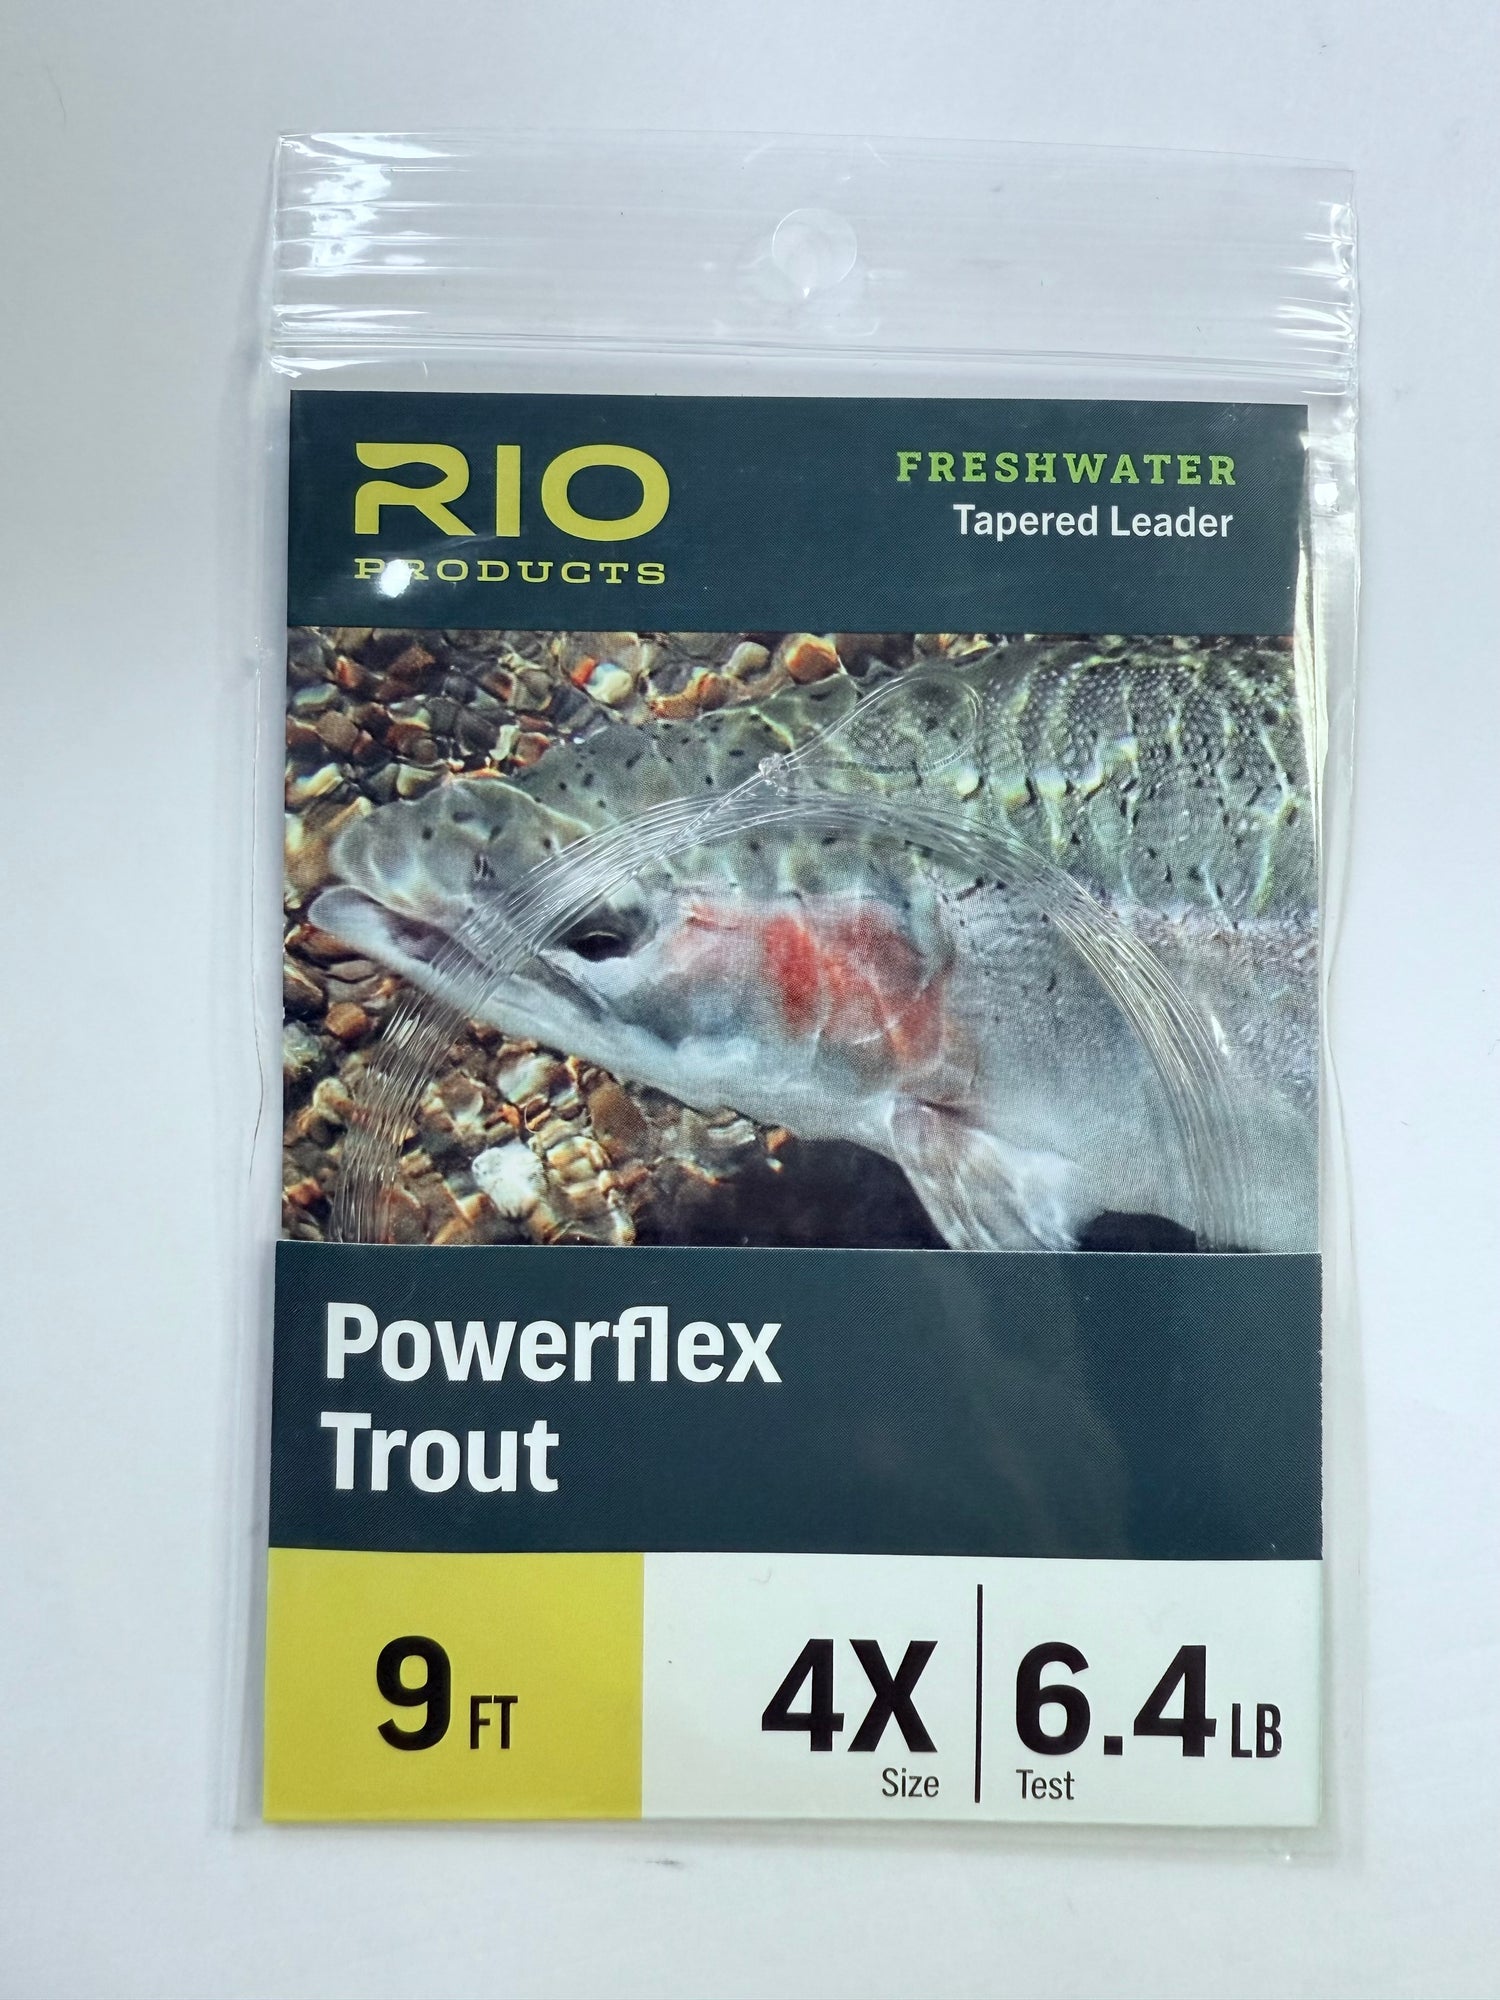 RIO
PRODUCTS
FRESHWATER
Tapered Leader
Powerflex
Trout
9 FT
4X
Size
6.4 LB
Test